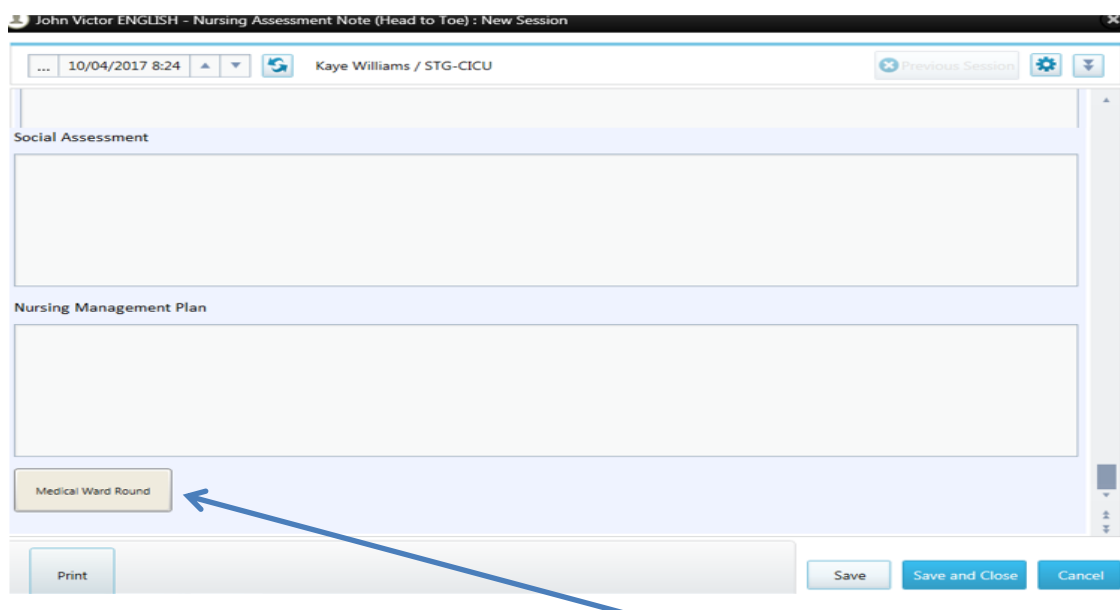 John Victor ENGLISH - Nursing Assessment Note (Head to Toe) : New Session
... 10/04/2017 8:24 Kaye Williams / STG-CICU Previous Session
Social Assessment
Nursing Management Plan
Medical Ward Round
Print Save Save and Close Cancel